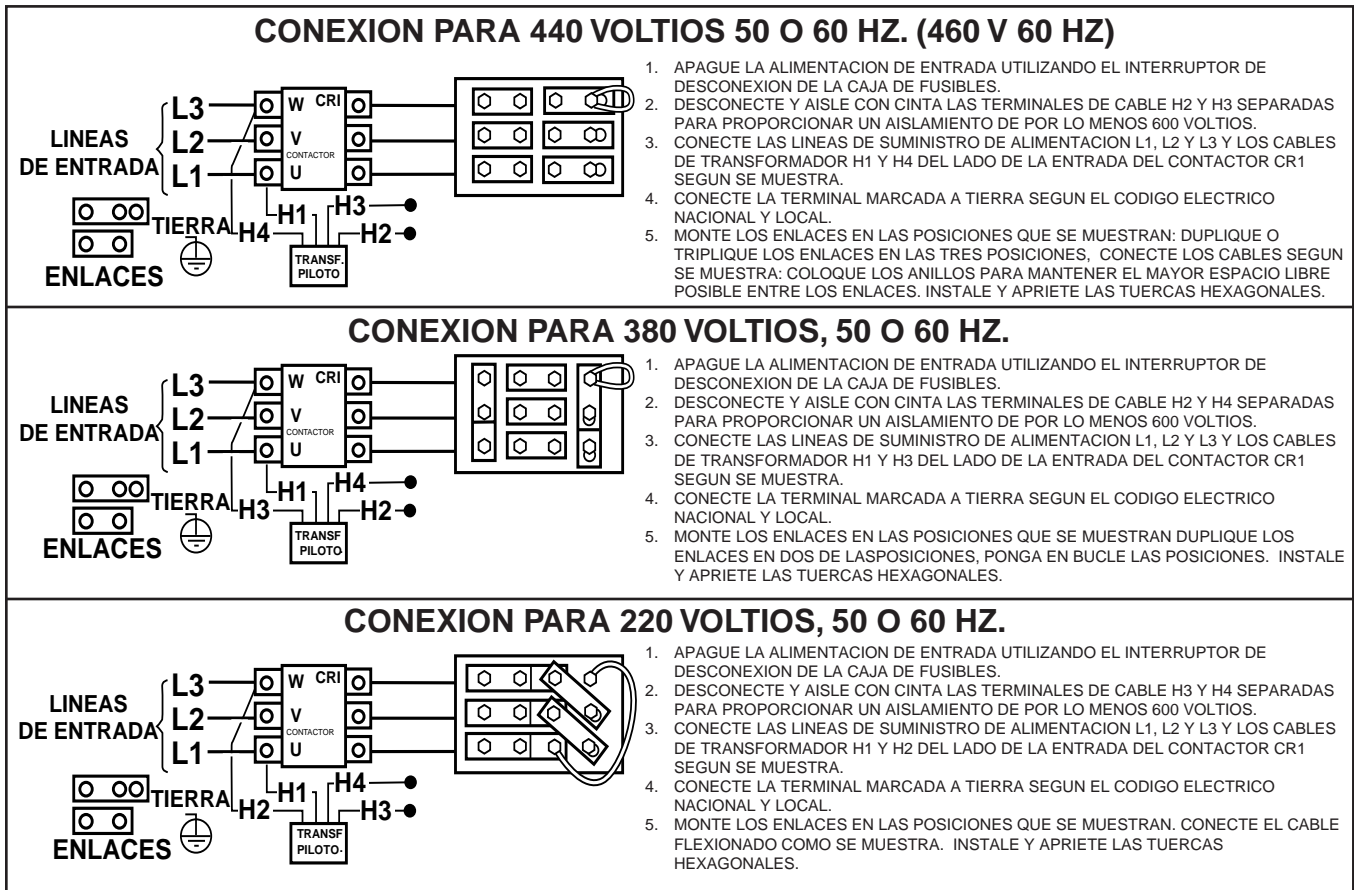 CONEXION PARA 440 VOLTIOS 50 O 60 HZ. (460 V 60 HZ)
L3
L2
L1
LINEAS
DE ENTRADA
W CRI
V
CONTACTOR
U
H1
H3
H4
H2
TIERRA
ENLACES
TRANSF.
PILOTO
1. APAGUE LA ALIMENTACION DE ENTRADA UTILIZANDO EL INTERRUPTOR DE
DESCONEXION DE LA CAJA DE FUSIBLES.
2. DESCONECTE Y AISLE CON CINTA LAS TERMINALES DE CABLE H2 Y H3 SEPARADAS
PARA PROPORCIONAR UN AISLAMIENTO DE POR LO MENOS 600 VOLTIOS.
3. CONECTE LAS LINEAS DE SUMINISTRO DE ALIMENTACION L1, L2 Y L3 Y LOS CABLES
DE TRANSFORMADOR H1 Y H4 DEL LADO DE LA ENTRADA DEL CONTACTOR CR1
SEGUN SE MUESTRA.
4. CONECTE LA TERMINAL MARCADA A TIERRA SEGUN EL CODIGO ELECTRICO
NACIONAL Y LOCAL.
5. MONTE LOS ENLACES EN LAS POSICIONES QUE SE MUESTRAN: DUPLIQUE O
TRIPLIQUE LOS ENLACES EN LAS TRES POSICIONES, CONECTE LOS CABLES SEGUN
SE MUESTRA: COLOQUE LOS ANILLOS PARA MANTENER EL MAYOR ESPACIO LIBRE
POSIBLE ENTRE LOS ENLACES. INSTALE Y APRIETE LAS TUERCAS HEXAGONALES.
CONEXION PARA 380 VOLTIOS, 50 O 60 HZ.
L3
L2
L1
LINEAS
DE ENTRADA
W CRI
V
CONTACTOR
U
H1
H4
H3
H2
TIERRA
ENLACES
TRANSF
PILOTO.
1. APAGUE LA ALIMENTACION DE ENTRADA UTILIZANDO EL INTERRUPTOR DE
DESCONEXION DE LA CAJA DE FUSIBLES.
2. DESCONECTE Y AISLE CON CINTA LAS TERMINALES DE CABLE H2 Y H4 SEPARADAS
PARA PROPORCIONAR UN AISLAMIENTO DE POR LO MENOS 600 VOLTIOS.
3. CONECTE LAS LINEAS DE SUMINISTRO DE ALIMENTACION L1, L2 Y L3 Y LOS CABLES
DE TRANSFORMADOR H1 Y H3 DEL LADO DE LA ENTRADA DEL CONTACTOR CR1
SEGUN SE MUESTRA.
4. CONECTE LA TERMINAL MARCADA A TIERRA SEGUN EL CODIGO ELECTRICO
NACIONAL Y LOCAL.
5. MONTE LOS ENLACES EN LAS POSICIONES QUE SE MUESTRAN DUPLIQUE LOS
ENLACES EN DOS DE LASPOSICIONES, PONGA EN BUCLE LAS POSICIONES. INSTALE
Y APRIETE LAS TUERCAS HEXAGONALES.
CONEXION PARA 220 VOLTIOS, 50 O 60 HZ.
L3
L2
L1
LINEAS
DE ENTRADA
W CRI
V
CONTACTOR
U
H1
H4
H2
H3
TIERRA
ENLACES
TRANSF
PILOTO.
1. APAGUE LA ALIMENTACION DE ENTRADA UTILIZANDO EL INTERRUPTOR DE
DESCONEXION DE LA CAJA DE FUSIBLES.
2. DESCONECTE Y AISLE CON CINTA LAS TERMINALES DE CABLE H3 Y H4 SEPARADAS
PARA PROPORCIONAR UN AISLAMIENTO DE POR LO MENOS 600 VOLTIOS.
3. CONECTE LAS LINEAS DE SUMINISTRO DE ALIMENTACION L1, L2 Y L3 Y LOS CABLES
DE TRANSFORMADOR H1 Y H2 DEL LADO DE LA ENTRADA DEL CONTACTOR CR1
SEGUN SE MUESTRA.
4. CONECTE LA TERMINAL MARCADA A TIERRA SEGUN EL CODIGO ELECTRICO
NACIONAL Y LOCAL.
5. MONTE LOS ENLACES EN LAS POSICIONES QUE SE MUESTRAN. CONECTE EL CABLE
FLEXIONADO COMO SE MUESTRA. INSTALE Y APRIETE LAS TUERCAS
HEXAGONALES.